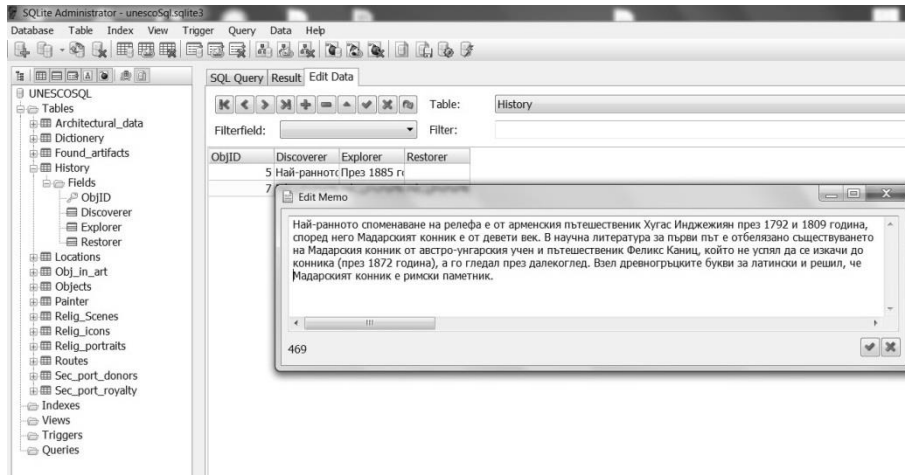 SQLite Administrator - unescoSql.sqlite3
Database Table Index View Trigger Query Data Help
UNESCOSQL
Tables
Architectural_data
Dictionery
Found_artifacts
History
Fields
ObjID
Discoverer
Explorer
Restorer
Locations
Obj_in_art
Objects
Painter
Relig_Scenes
Relig_icons
Relig_portraits
Routes
Sec_port_donors
Sec_port_royalty
Indexes
Views
Triggers
Queries
SQL Query Result Edit Data
Table: History
Filterfield: Filter:
ObjID Discoverer Explorer Restorer
5 Най-раннотс През 1885 гс
7
Edit Memo
Най-ранното споменаване на релефа е от арменския пътешественик Хугас Инджежиян през 1792 и 1809 година,
според него Мадарският конник е от девети век. В научна литература за първи път е отбелязано съществуването
на Мадарския конник от австро-унгарския учен и пътешественик Феликс Каниц, който не успял да се изкачи до
конника (през 1872 година), а го гледал през далекоглед. Взел древногръцките букви за латински и решил, че
Мадарският конник е римски паметник.
469